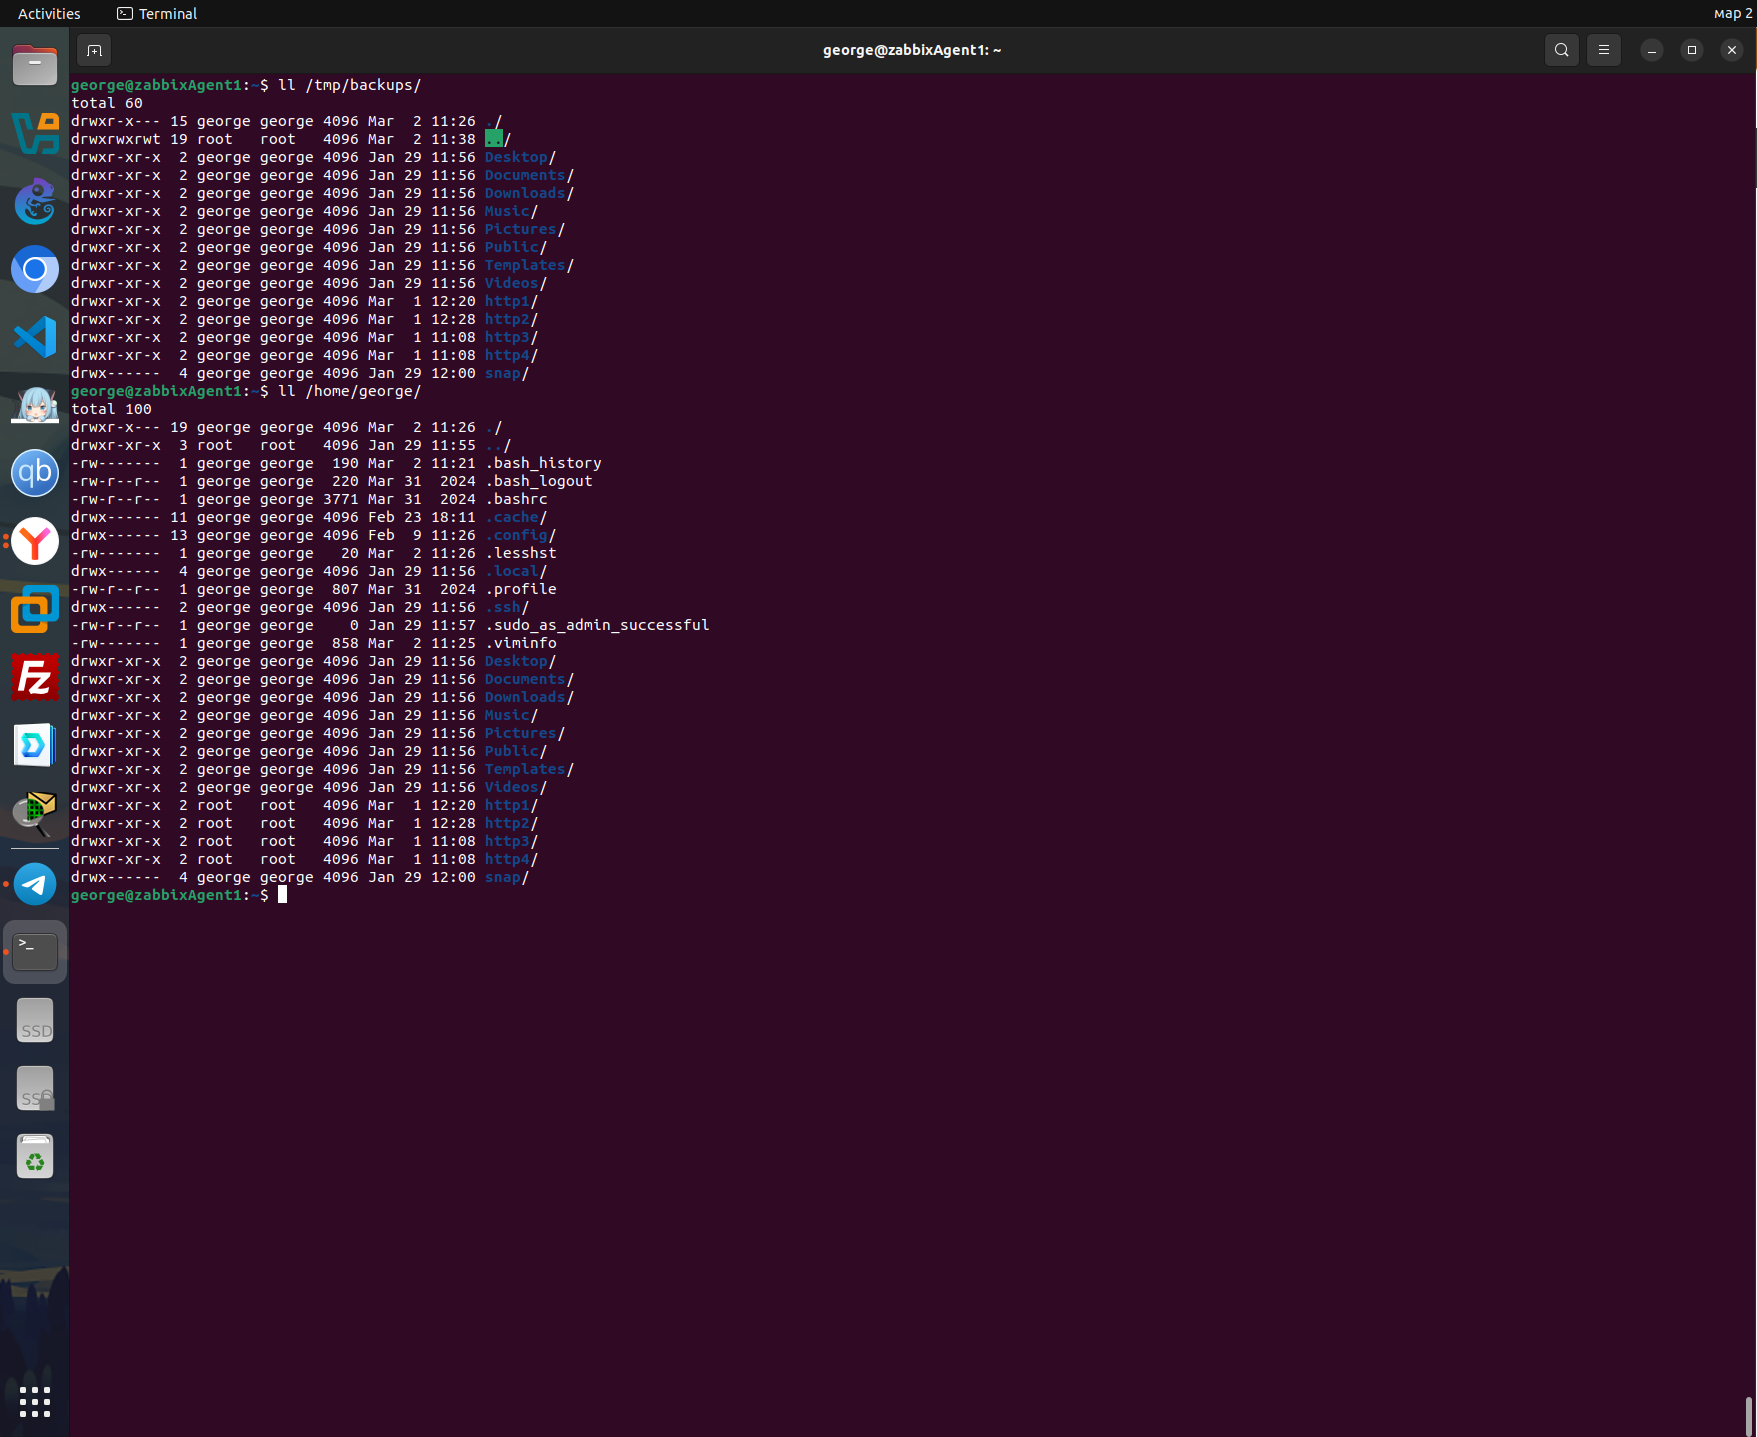 Activities Terminal мар 2
george@zabbixAgent1: ~
george@zabbixAgent1:~$ ll /tmp/backups/
total 60
drwxr-x--- 15 george george 4096 Mar  2 11:26 ./
drwxrwxrwt 19 root   root   4096 Mar  2 11:38 ../
drwxr-xr-x  2 george george 4096 Jan 29 11:56 Desktop/
drwxr-xr-x  2 george george 4096 Jan 29 11:56 Documents/
drwxr-xr-x  2 george george 4096 Jan 29 11:56 Downloads/
drwxr-xr-x  2 george george 4096 Jan 29 11:56 Music/
drwxr-xr-x  2 george george 4096 Jan 29 11:56 Pictures/
drwxr-xr-x  2 george george 4096 Jan 29 11:56 Public/
drwxr-xr-x  2 george george 4096 Jan 29 11:56 Templates/
drwxr-xr-x  2 george george 4096 Jan 29 11:56 Videos/
drwxr-xr-x  2 george george 4096 Mar  1 12:20 http1/
drwxr-xr-x  2 george george 4096 Mar  1 12:28 http2/
drwxr-xr-x  2 george george 4096 Mar  1 11:08 http3/
drwxr-xr-x  2 george george 4096 Mar  1 11:08 http4/
drwx------  4 george george 4096 Jan 29 12:00 snap/
george@zabbixAgent1:~$ ll /home/george/
total 100
drwxr-x--- 19 george george 4096 Mar  2 11:26 ./
drwxr-xr-x  3 root   root   4096 Jan 29 11:55 ../
-rw-------  1 george george  190 Mar  2 11:21 .bash_history
-rw-r--r--  1 george george  220 Mar 31  2024 .bash_logout
-rw-r--r--  1 george george 3771 Mar 31  2024 .bashrc
drwx------ 11 george george 4096 Feb 23 18:11 .cache/
drwx------ 13 george george 4096 Feb  9 11:26 .config/
-rw-------  1 george george   20 Mar  2 11:26 .lesshst
drwx------  4 george george 4096 Jan 29 11:56 .local/
-rw-r--r--  1 george george  807 Mar 31  2024 .profile
drwx------  2 george george 4096 Jan 29 11:56 .ssh/
-rw-r--r--  1 george george    0 Jan 29 11:57 .sudo_as_admin_successful
-rw-------  1 george george  858 Mar  2 11:25 .viminfo
drwxr-xr-x  2 george george 4096 Jan 29 11:56 Desktop/
drwxr-xr-x  2 george george 4096 Jan 29 11:56 Documents/
drwxr-xr-x  2 george george 4096 Jan 29 11:56 Downloads/
drwxr-xr-x  2 george george 4096 Jan 29 11:56 Music/
drwxr-xr-x  2 george george 4096 Jan 29 11:56 Pictures/
drwxr-xr-x  2 george george 4096 Jan 29 11:56 Public/
drwxr-xr-x  2 george george 4096 Jan 29 11:56 Templates/
drwxr-xr-x  2 george george 4096 Jan 29 11:56 Videos/
drwxr-xr-x  2 root   root   4096 Mar  1 12:20 http1/
drwxr-xr-x  2 root   root   4096 Mar  1 12:28 http2/
drwxr-xr-x  2 root   root   4096 Mar  1 11:08 http3/
drwxr-xr-x  2 root   root   4096 Mar  1 11:08 http4/
drwx------  4 george george 4096 Jan 29 12:00 snap/
george@zabbixAgent1:~$
qb
Fz
>_
SSD
SSD